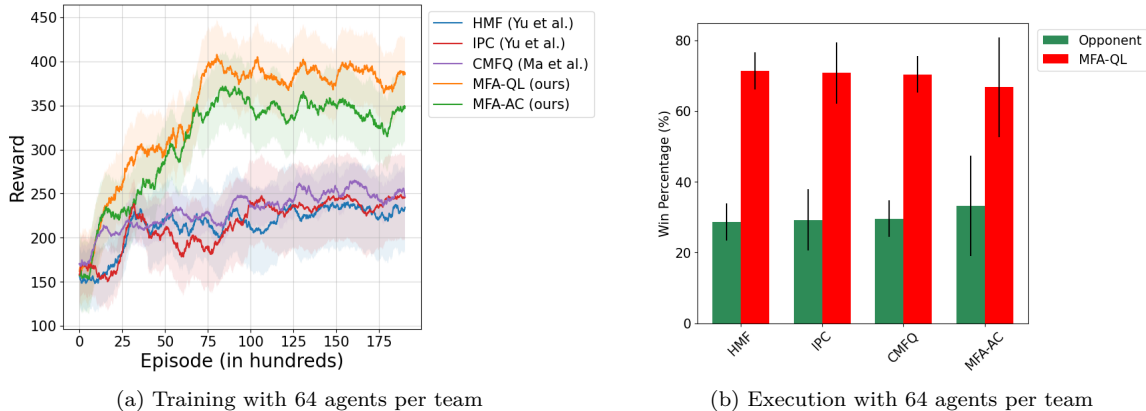 450
400
350
300
250
200
150
100
Reward
0
25
50
75
100
125
150
175
Episode (in hundreds)
HMF (Yu et al.)
IPC (Yu et al.)
CMFQ (Ma et al.)
MFA-QL (ours)
MFA-AC (ours)
(a) Training with 64 agents per team
80
60
40
20
0
Win Percentage (%)
HMF
IPC
CMFQ
MFA-AC
Opponent
MFA-QL
(b) Execution with 64 agents per team